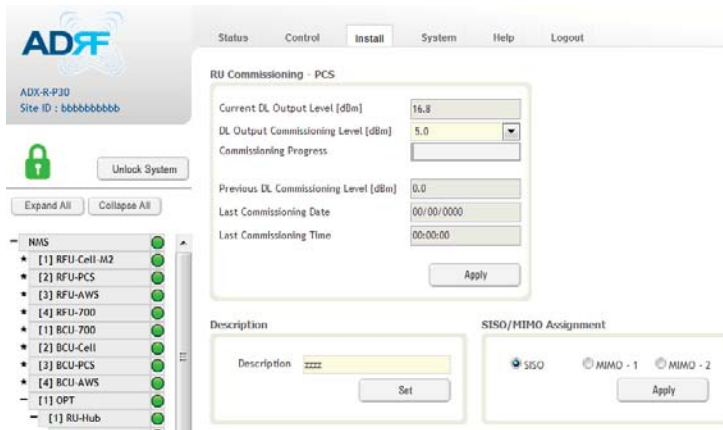 ADRF
Status Control Install System Help Logout
ADX-R-P30
Site ID : bbbbbbbbbb
Unlock System
Expand All Collapse All
NMS
[1] RFU-Cell-M2
[2] RFU-PCS
[3] RFU-AWS
[4] RFU-700
[1] BCU-700
[2] BCU-Cell
[3] BCU-PCS
[4] BCU-AWS
[1] OPT
[1] RU-Hub
RU Commissioning - PCS
Current DL Output Level [dBm] 16.8
DL Output Commissioning Level [dBm] 5.0
Commissioning Progress
Previous DL Commissioning Level [dBm] 0.0
Last Commissioning Date 00/00/0000
Last Commissioning Time 00:00:00
Apply
Description
Description zzzz
Set
SISO/MIMO Assignment
SISO MIMO - 1 MIMO - 2
Apply